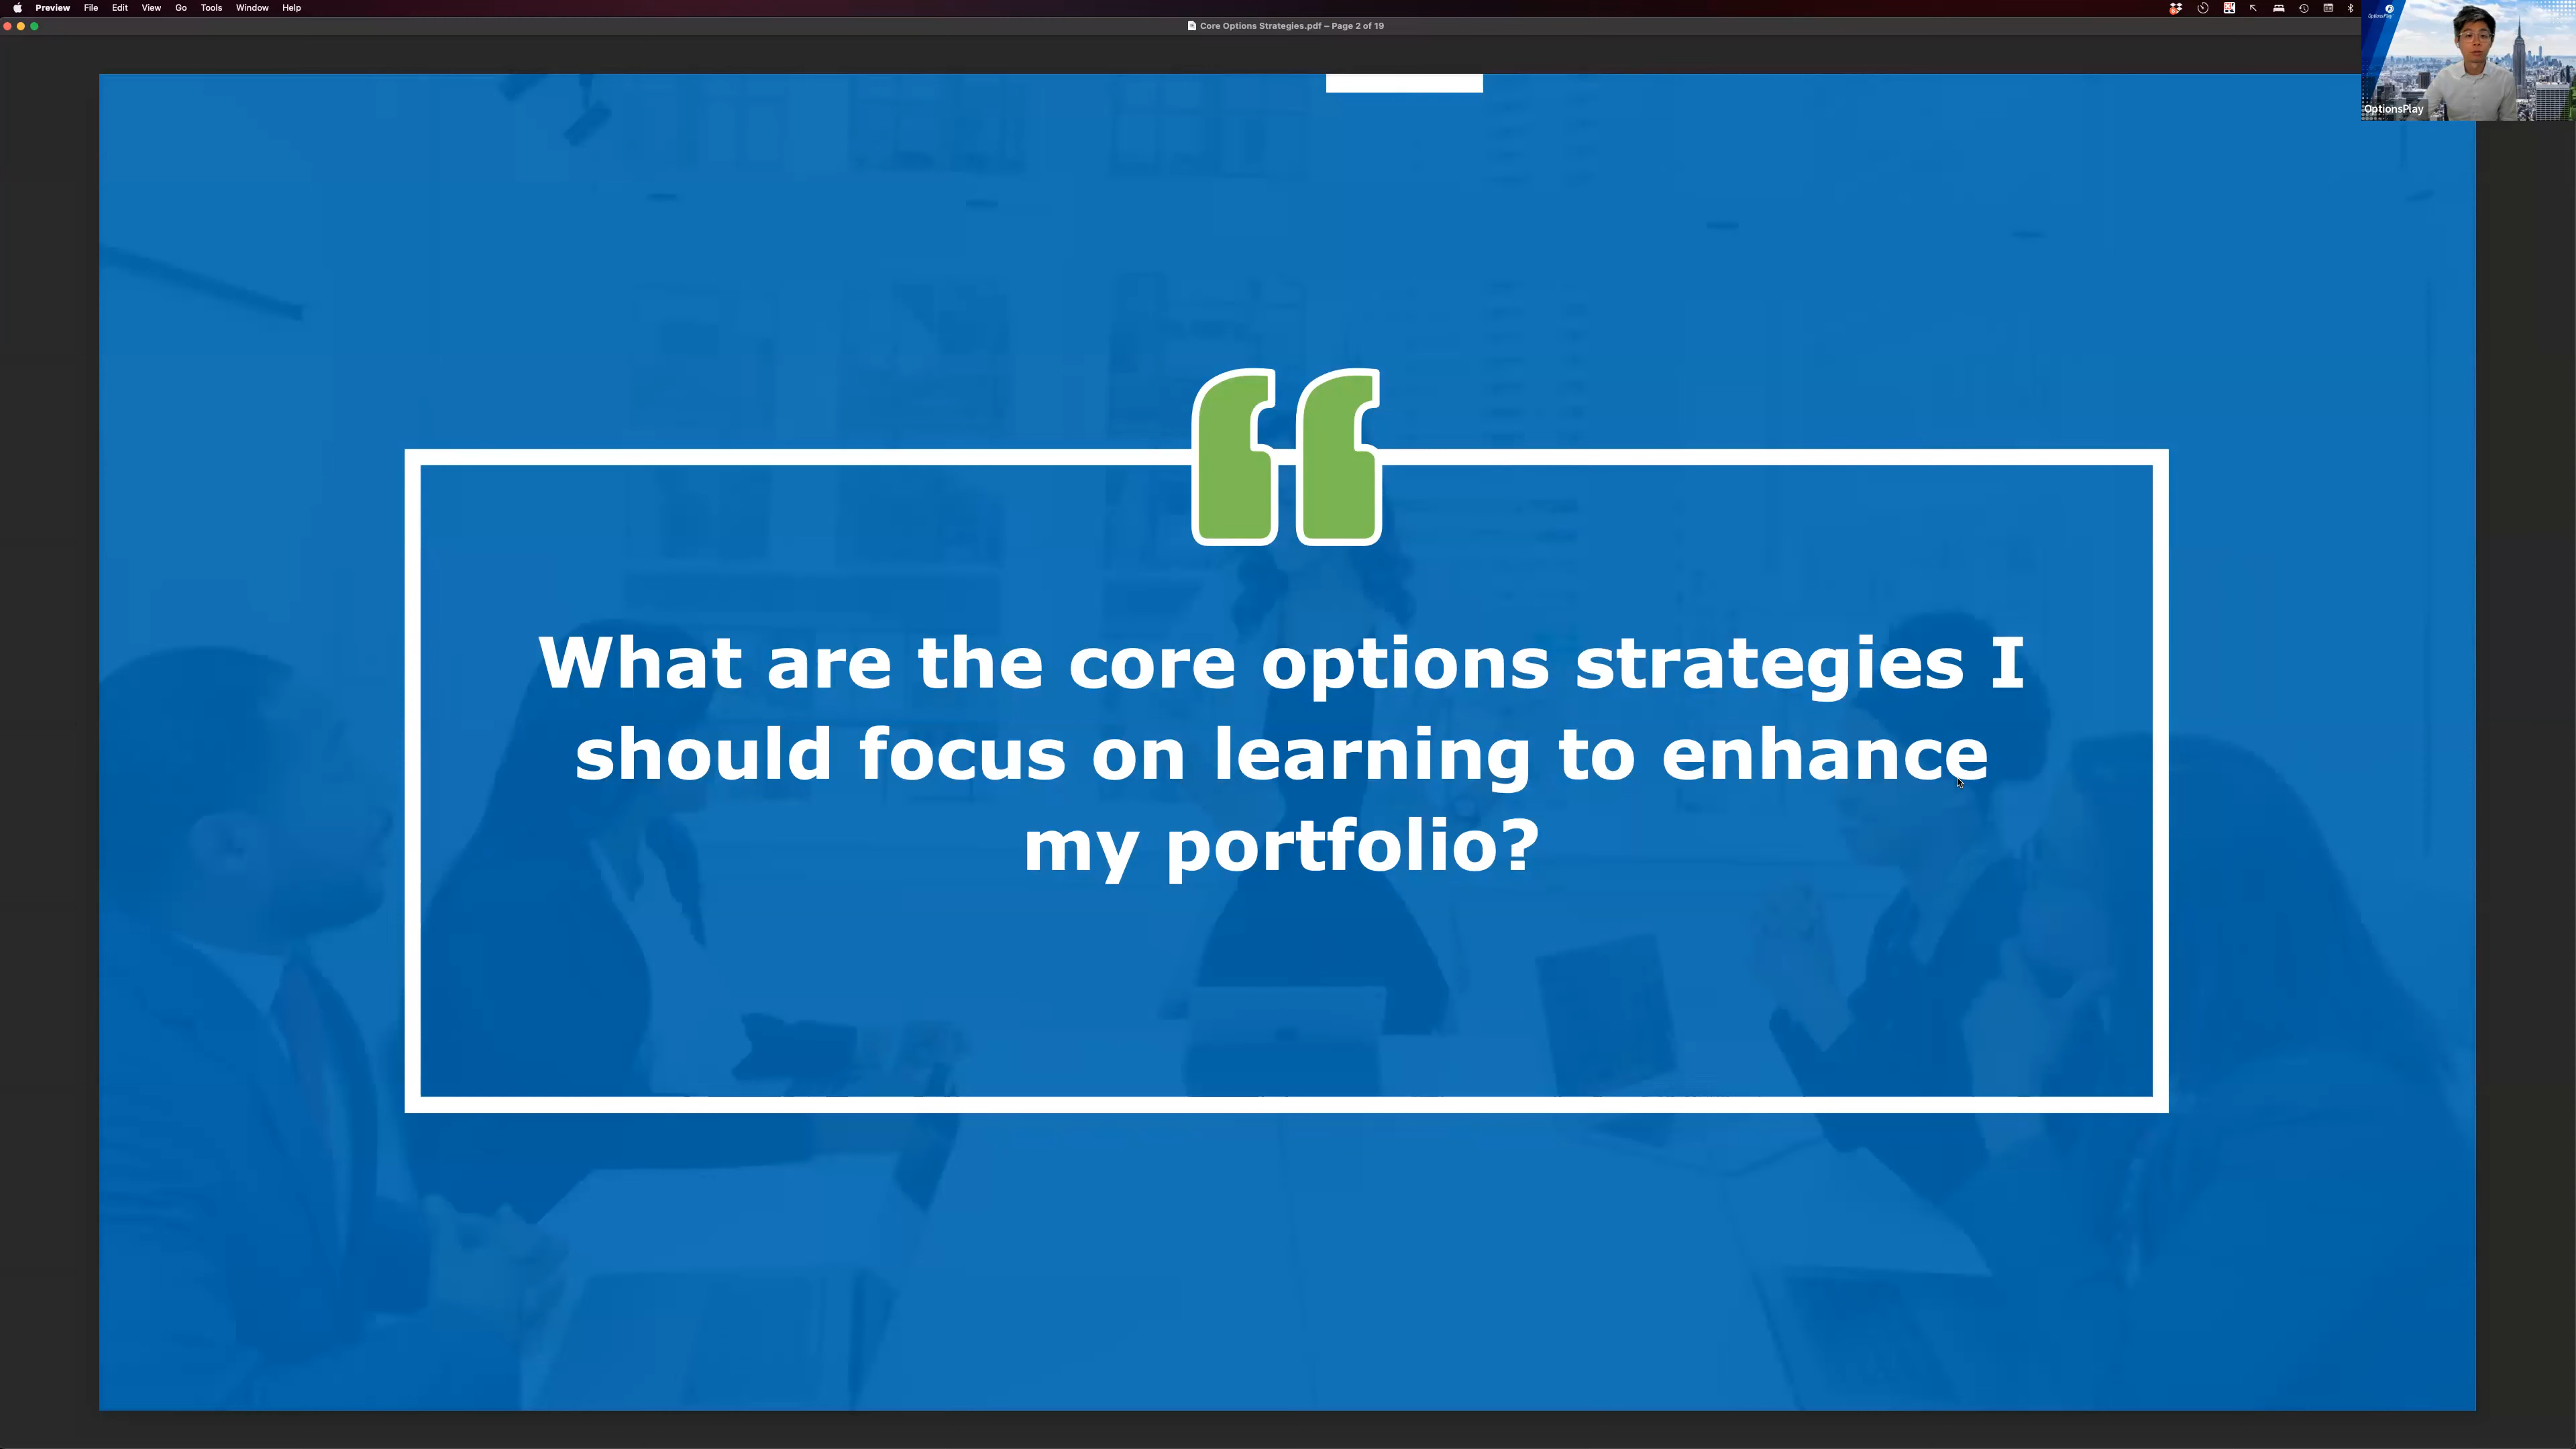 Preview File Edit View Go Tools Window Help
Core Options Strategies.pdf – Page 2 of 19
OptionsPlay
OptionsPlay
What are the core options strategies I
should focus on learning to enhance
my portfolio?